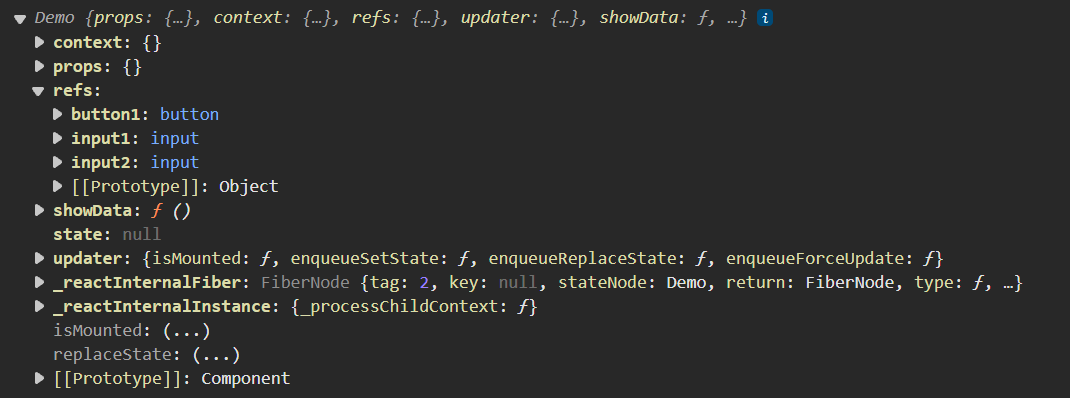 Demo {props: {…}, context: {…}, refs: {…}, updater: {…}, showData: ƒ, …} i
context: {}
props: {}
refs:
button1: button
input1: input
input2: input
[[Prototype]]: Object
showData: ƒ ()
state: null
updater: {isMounted: ƒ, enqueueSetState: ƒ, enqueueReplaceState: ƒ, enqueueForceUpdate: ƒ}
_reactInternalFiber: FiberNode {tag: 2, key: null, stateNode: Demo, return: FiberNode, type: ƒ, …}
_reactInternalInstance: {_processChildContext: ƒ}
isMounted: (...)
replaceState: (...)
[[Prototype]]: Component